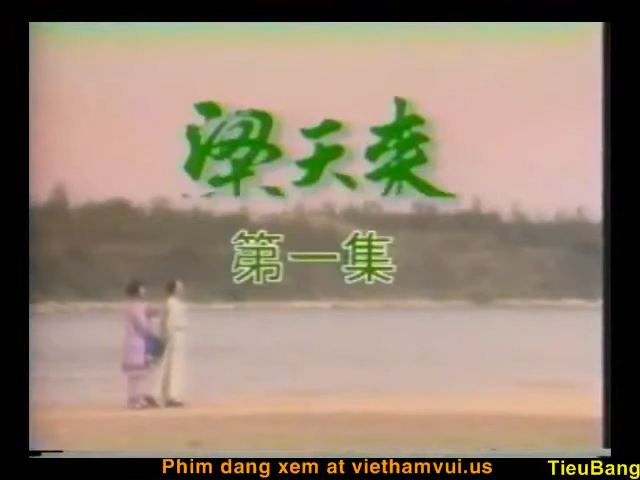 梁天來
第一集
Phim dang xem at viethamvui.us
TieuBang